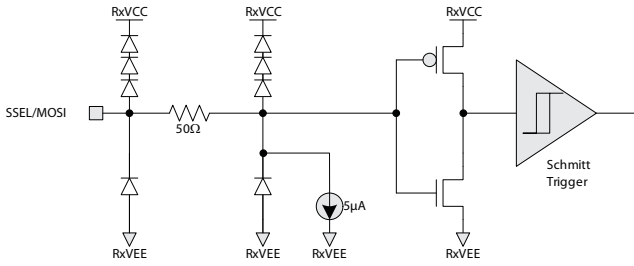 RxVCC RxVCC RxVCC
SSEL/MOSI
50Ω
Schmitt
Trigger
5µA
RxVEE RxVEE RxVEE RxVEE